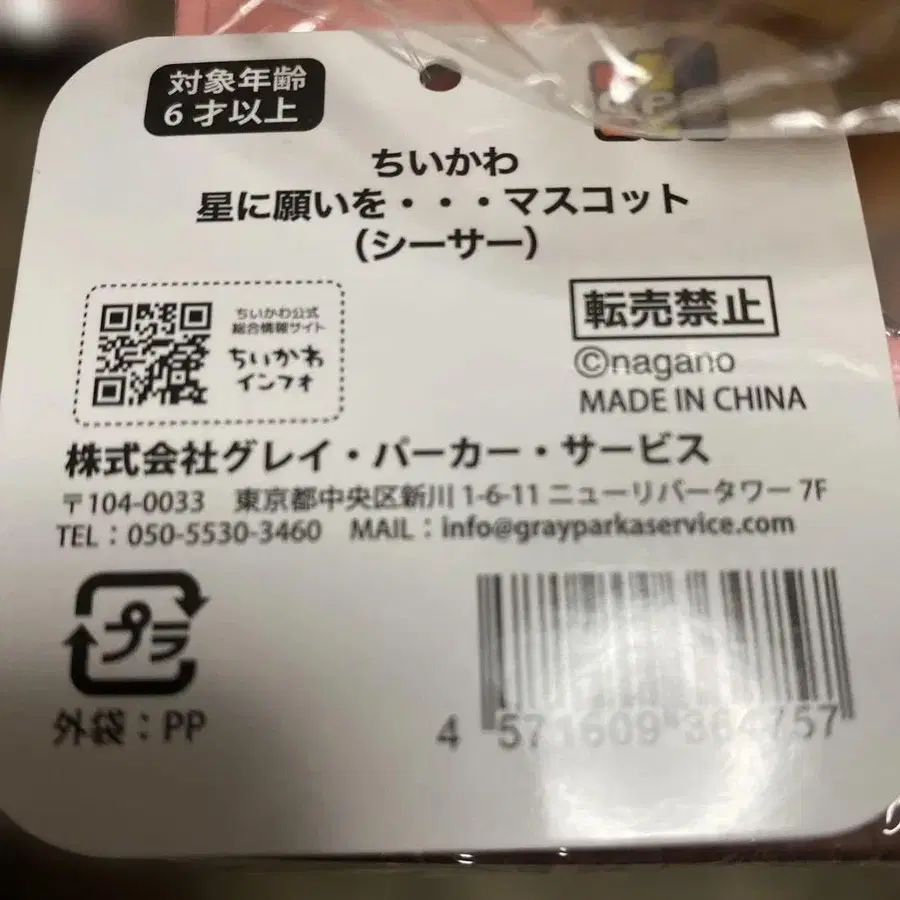 対象年齢
6才以上
ちいかわ
星に願いを・・・マスコット
(シーサー)
ちいかわ公式
総合情報サイト
ちいかわ
インフォ
転売禁止
©nagano
MADE IN CHINA
株式会社グレイ・パーカー・サービス
〒104-0033 東京都中央区新川1-6-11 ニューリバータワー 7F
TEL：050-5530-3460 MAIL：info@grayparkaservice.com
プラ
外袋：PP
4 571609 364757